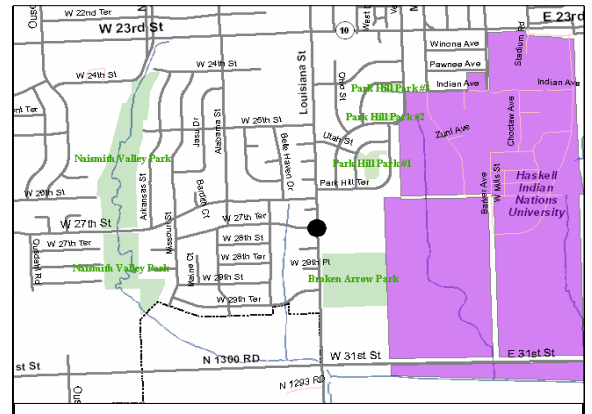 W 22nd Ter
W 23rd St
10
E 23rd
Stadium Rd
Winona Ave
Pawnee Ave
Indian Ave
Indian Ave
W 24th St
W 24th St
Louisiana St
Ohio St
Park Hill Park #3
Park Hill Park #2
Choctaw Ave
Zuni Ave
Jasu Dr
Alabama St
W 25th St
Utah St
Naismith Valley Park
Belle Haven Dr
Park Hill Park #1
Park Hill Ter
Arkansas St
Barker Ave
W Mills St
Haskell
Indian
Nations
University
W 26th St
W 27th St
W 27th Ter
W 27th Ter
Missouri St
W 28th St
W 28th Ter
Maine Ct
W 29th Pl
Naismith Valley Park
Broken Arrow Park
W 29th Ter
N 1300 RD
W 31st St
E 31st St
st St
N 1293 RD